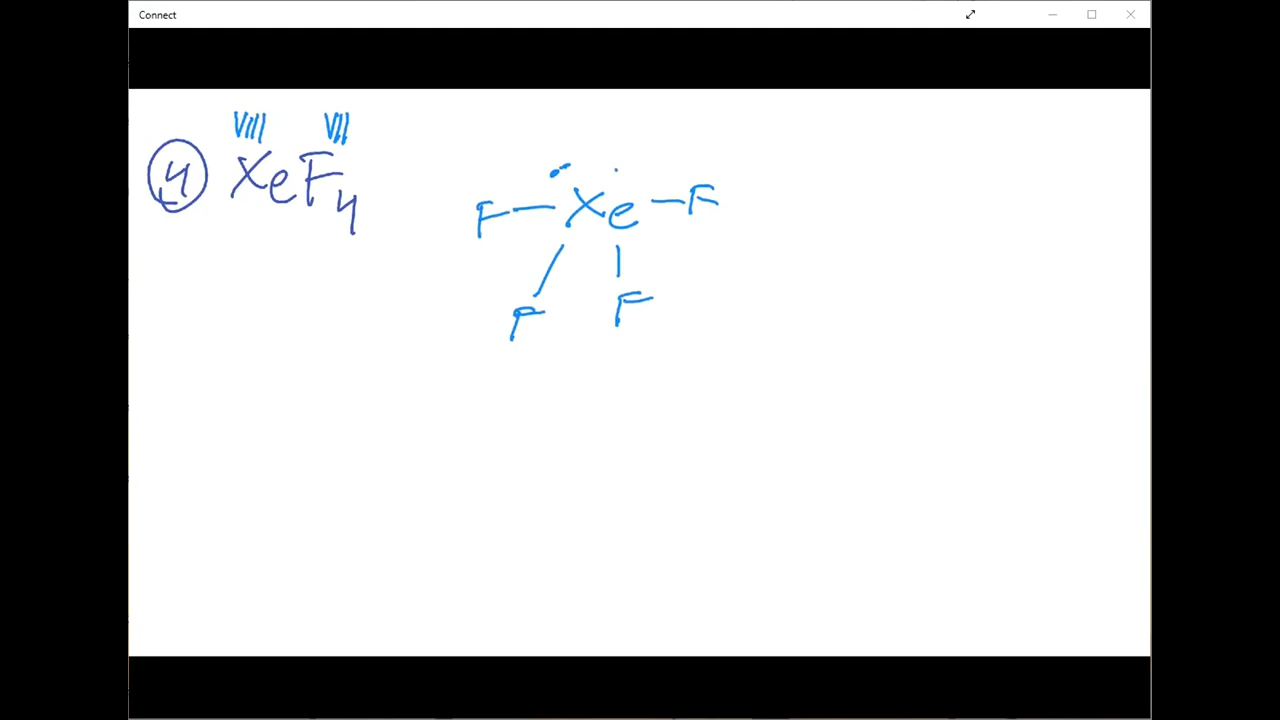 Connect
VIII VII
4 XeF4
F — Xe — F
F F